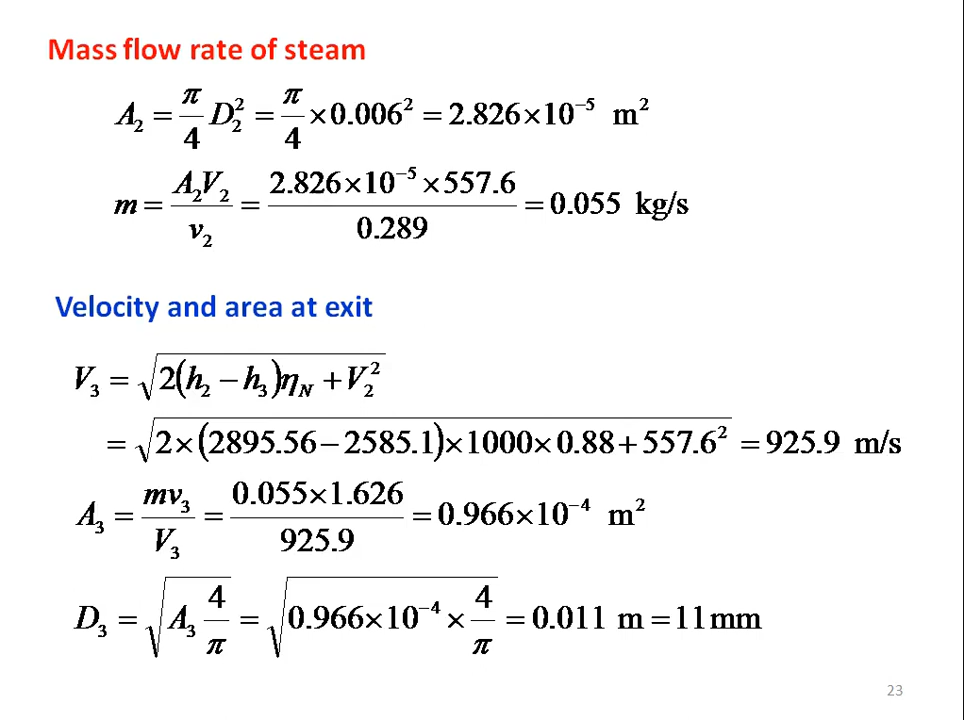 Mass flow rate of steam
A₂ = π/4 D₂² = π/4 ×0.006² = 2.826×10⁻⁵ m²
m = A₂V₂/v₂ = 2.826×10⁻⁵×557.6/0.289 = 0.055 kg/s
Velocity and area at exit
V₃ = √(2(h₂ − h₃)η_N + V₂²)
= √(2×(2895.56 − 2585.1)×1000×0.88 + 557.6²) = 925.9 m/s
A₃ = mv₃/V₃ = 0.055×1.626/925.9 = 0.966×10⁻⁴ m²
D₃ = √(A₃ 4/π) = √(0.966×10⁻⁴ × 4/π) = 0.011 m = 11mm
23